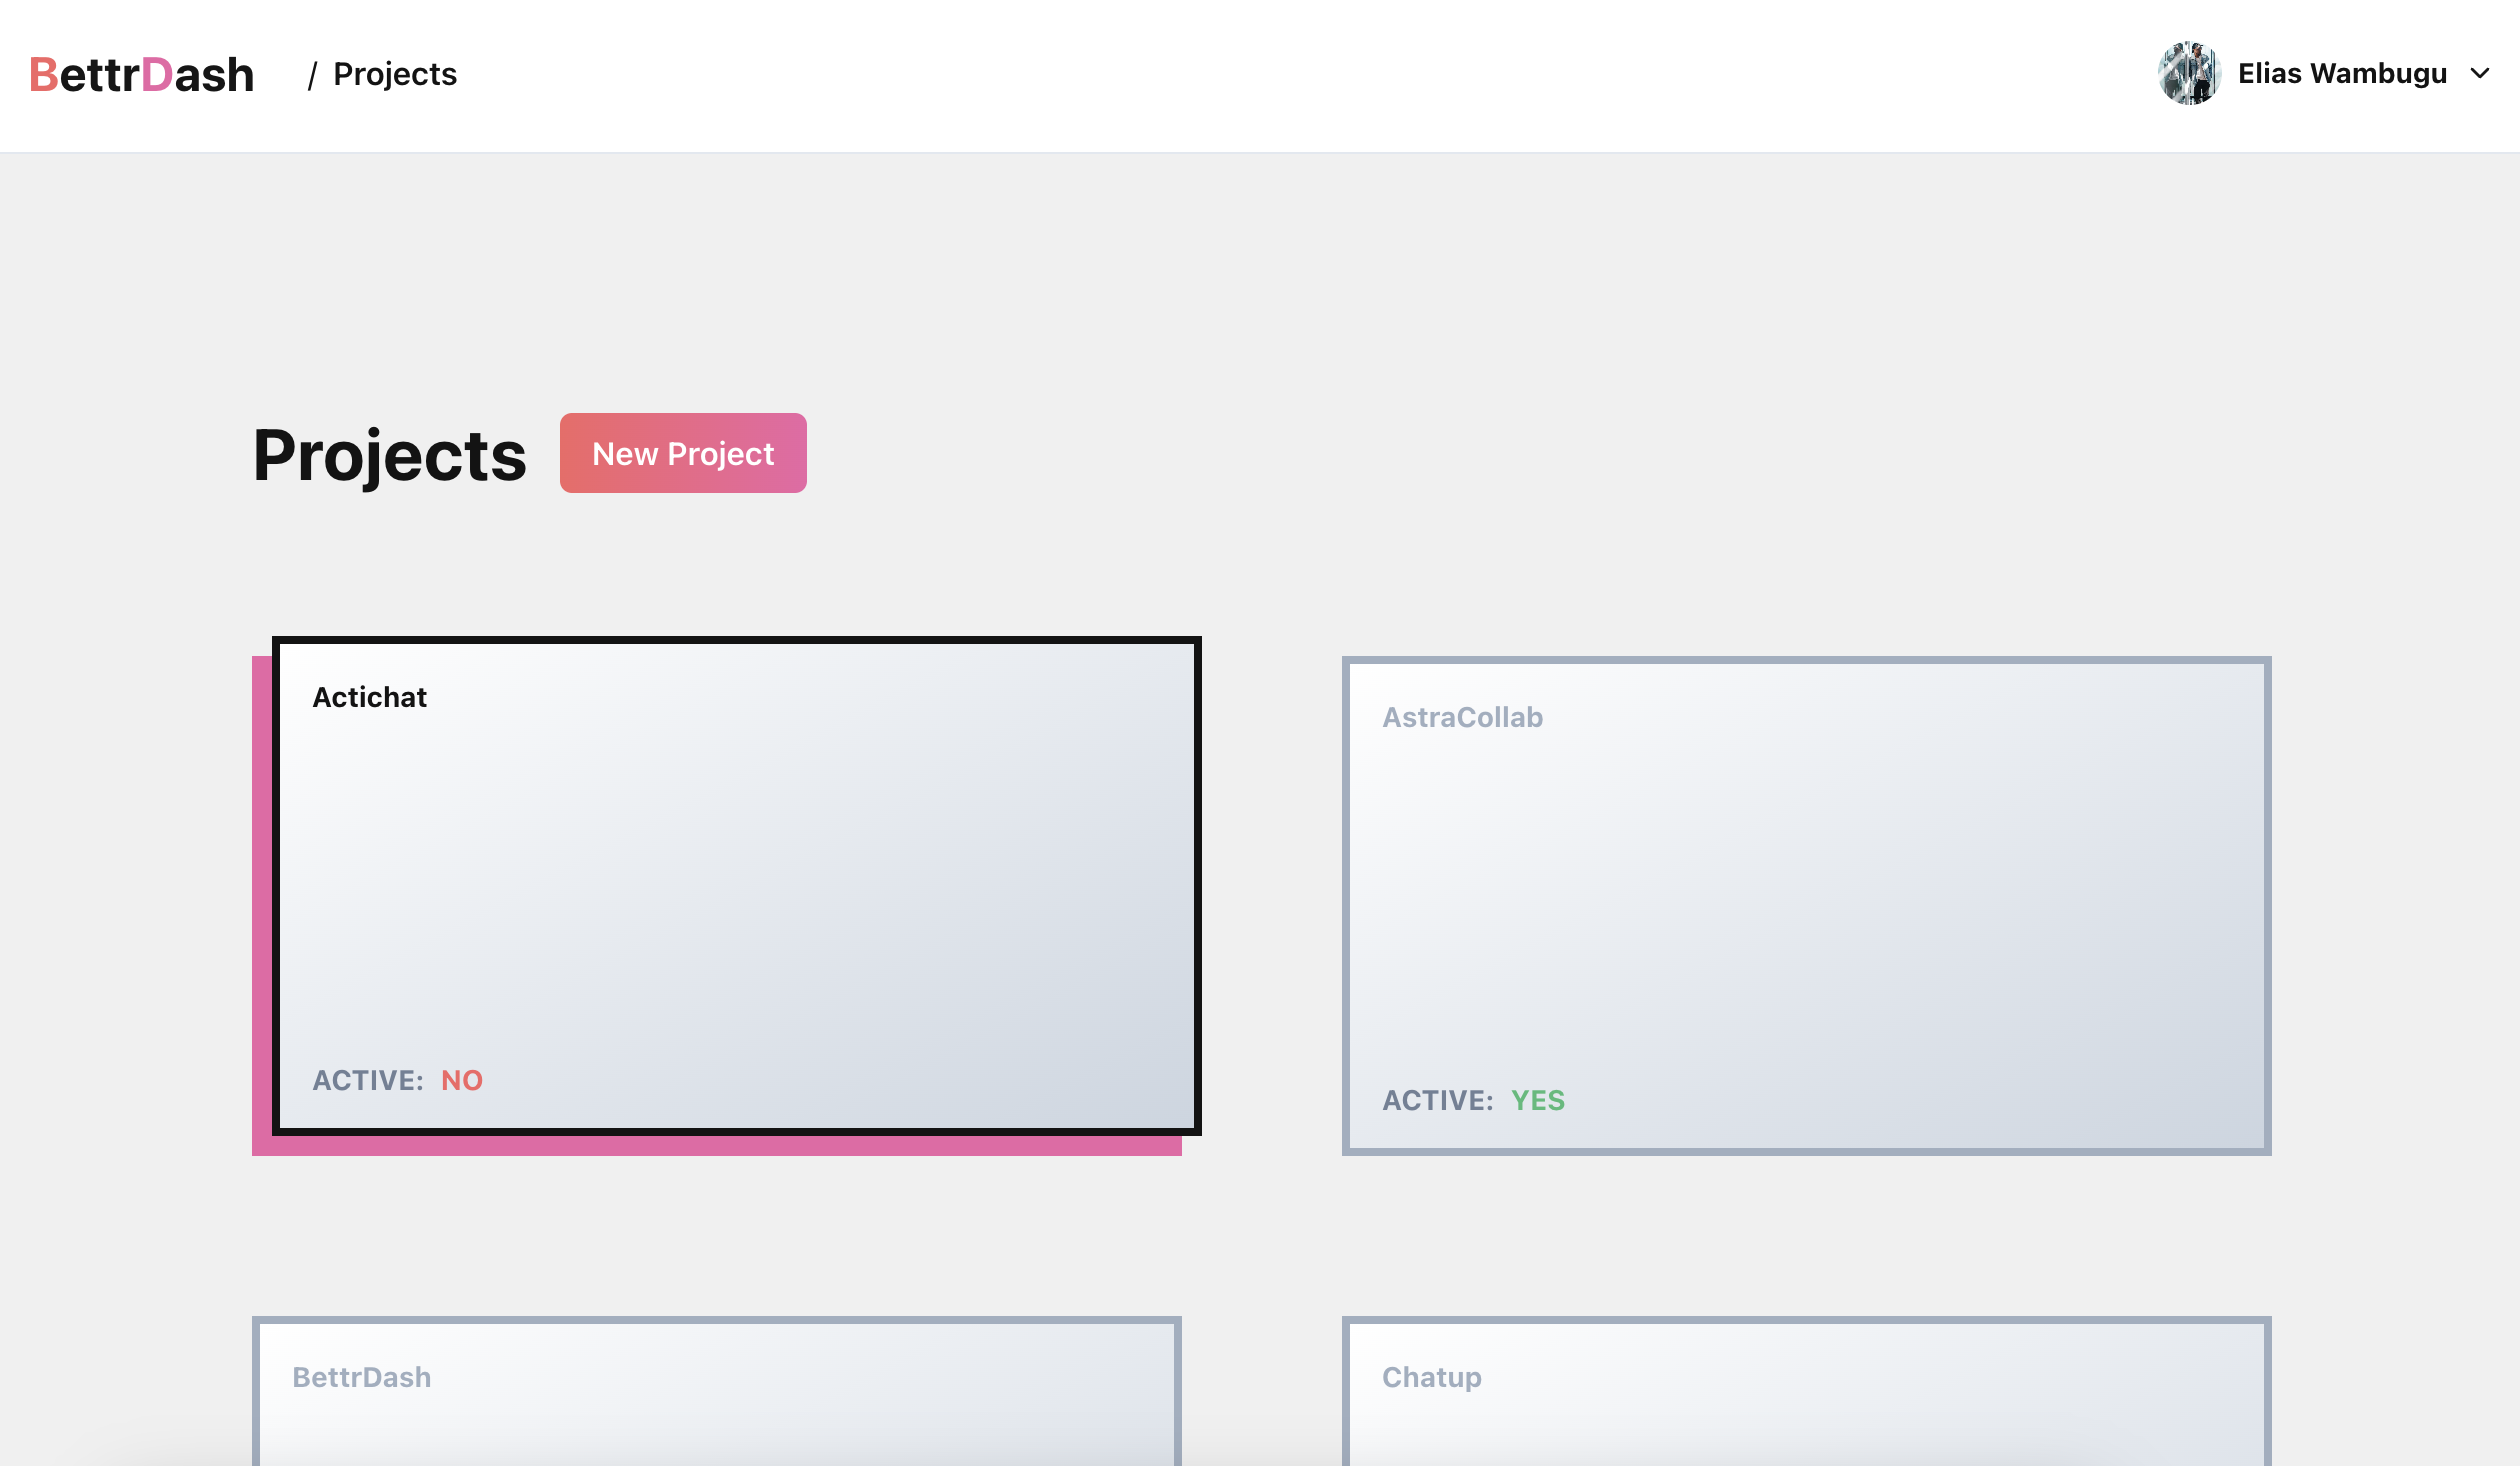 BettrDash / Projects
Elias Wambugu
Projects
New Project
Actichat
ACTIVE: NO
AstraCollab
ACTIVE: YES
BettrDash
Chatup